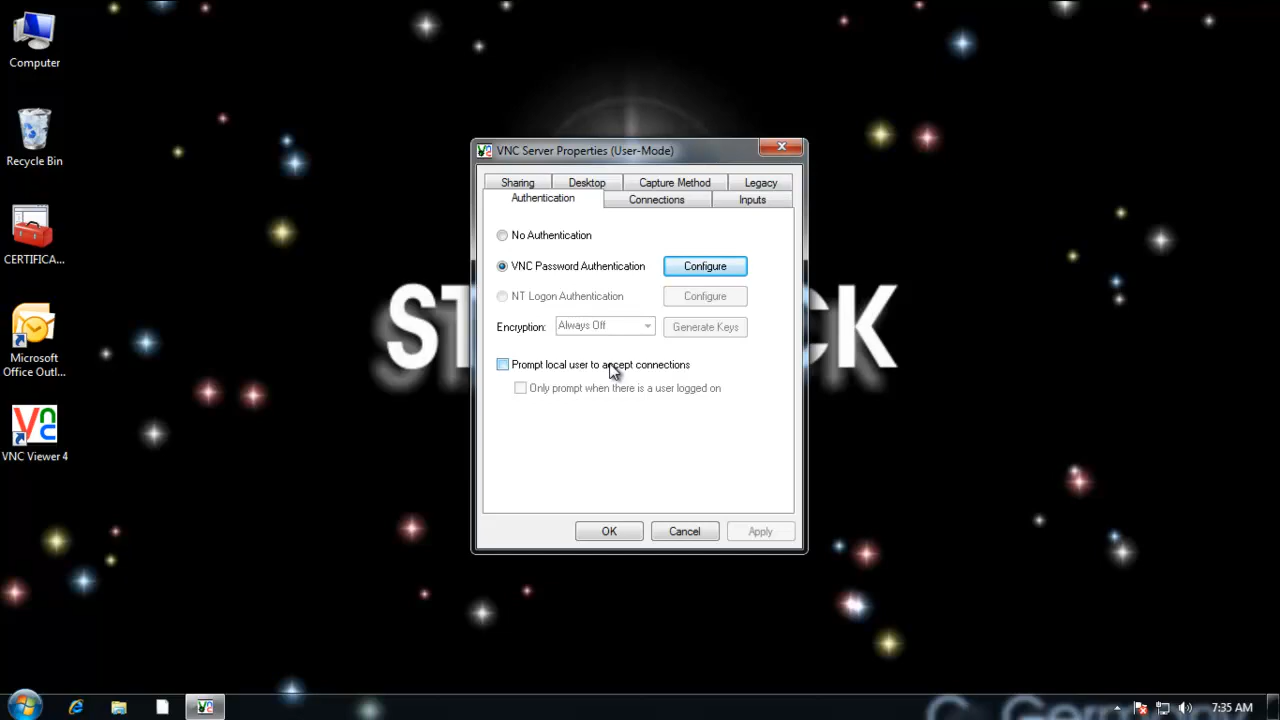 Computer
Recycle Bin
CERTIFICA...
Microsoft
Office Outl...
VNC Viewer 4
VNC Server Properties (User-Mode)
Sharing
Desktop
Capture Method
Legacy
Authentication
Connections
Inputs
No Authentication
VNC Password Authentication
Configure
NT Logon Authentication
Configure
Encryption:
Always Off
Generate Keys
Prompt local user to accept connections
Only prompt when there is a user logged on
OK
Cancel
Apply
7:35 AM